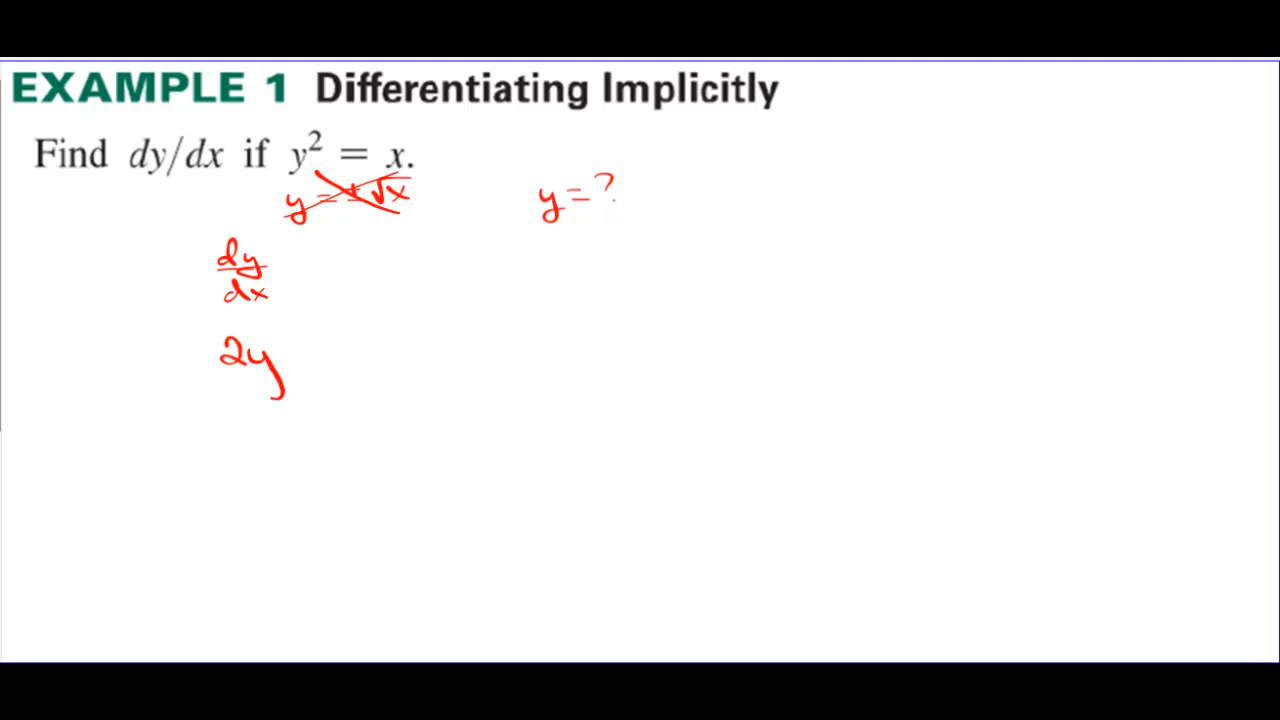 EXAMPLE 1 Differentiating Implicitly
Find dy/dx if y² = x.
y = ±√x
y = ?
dy/dx
2y